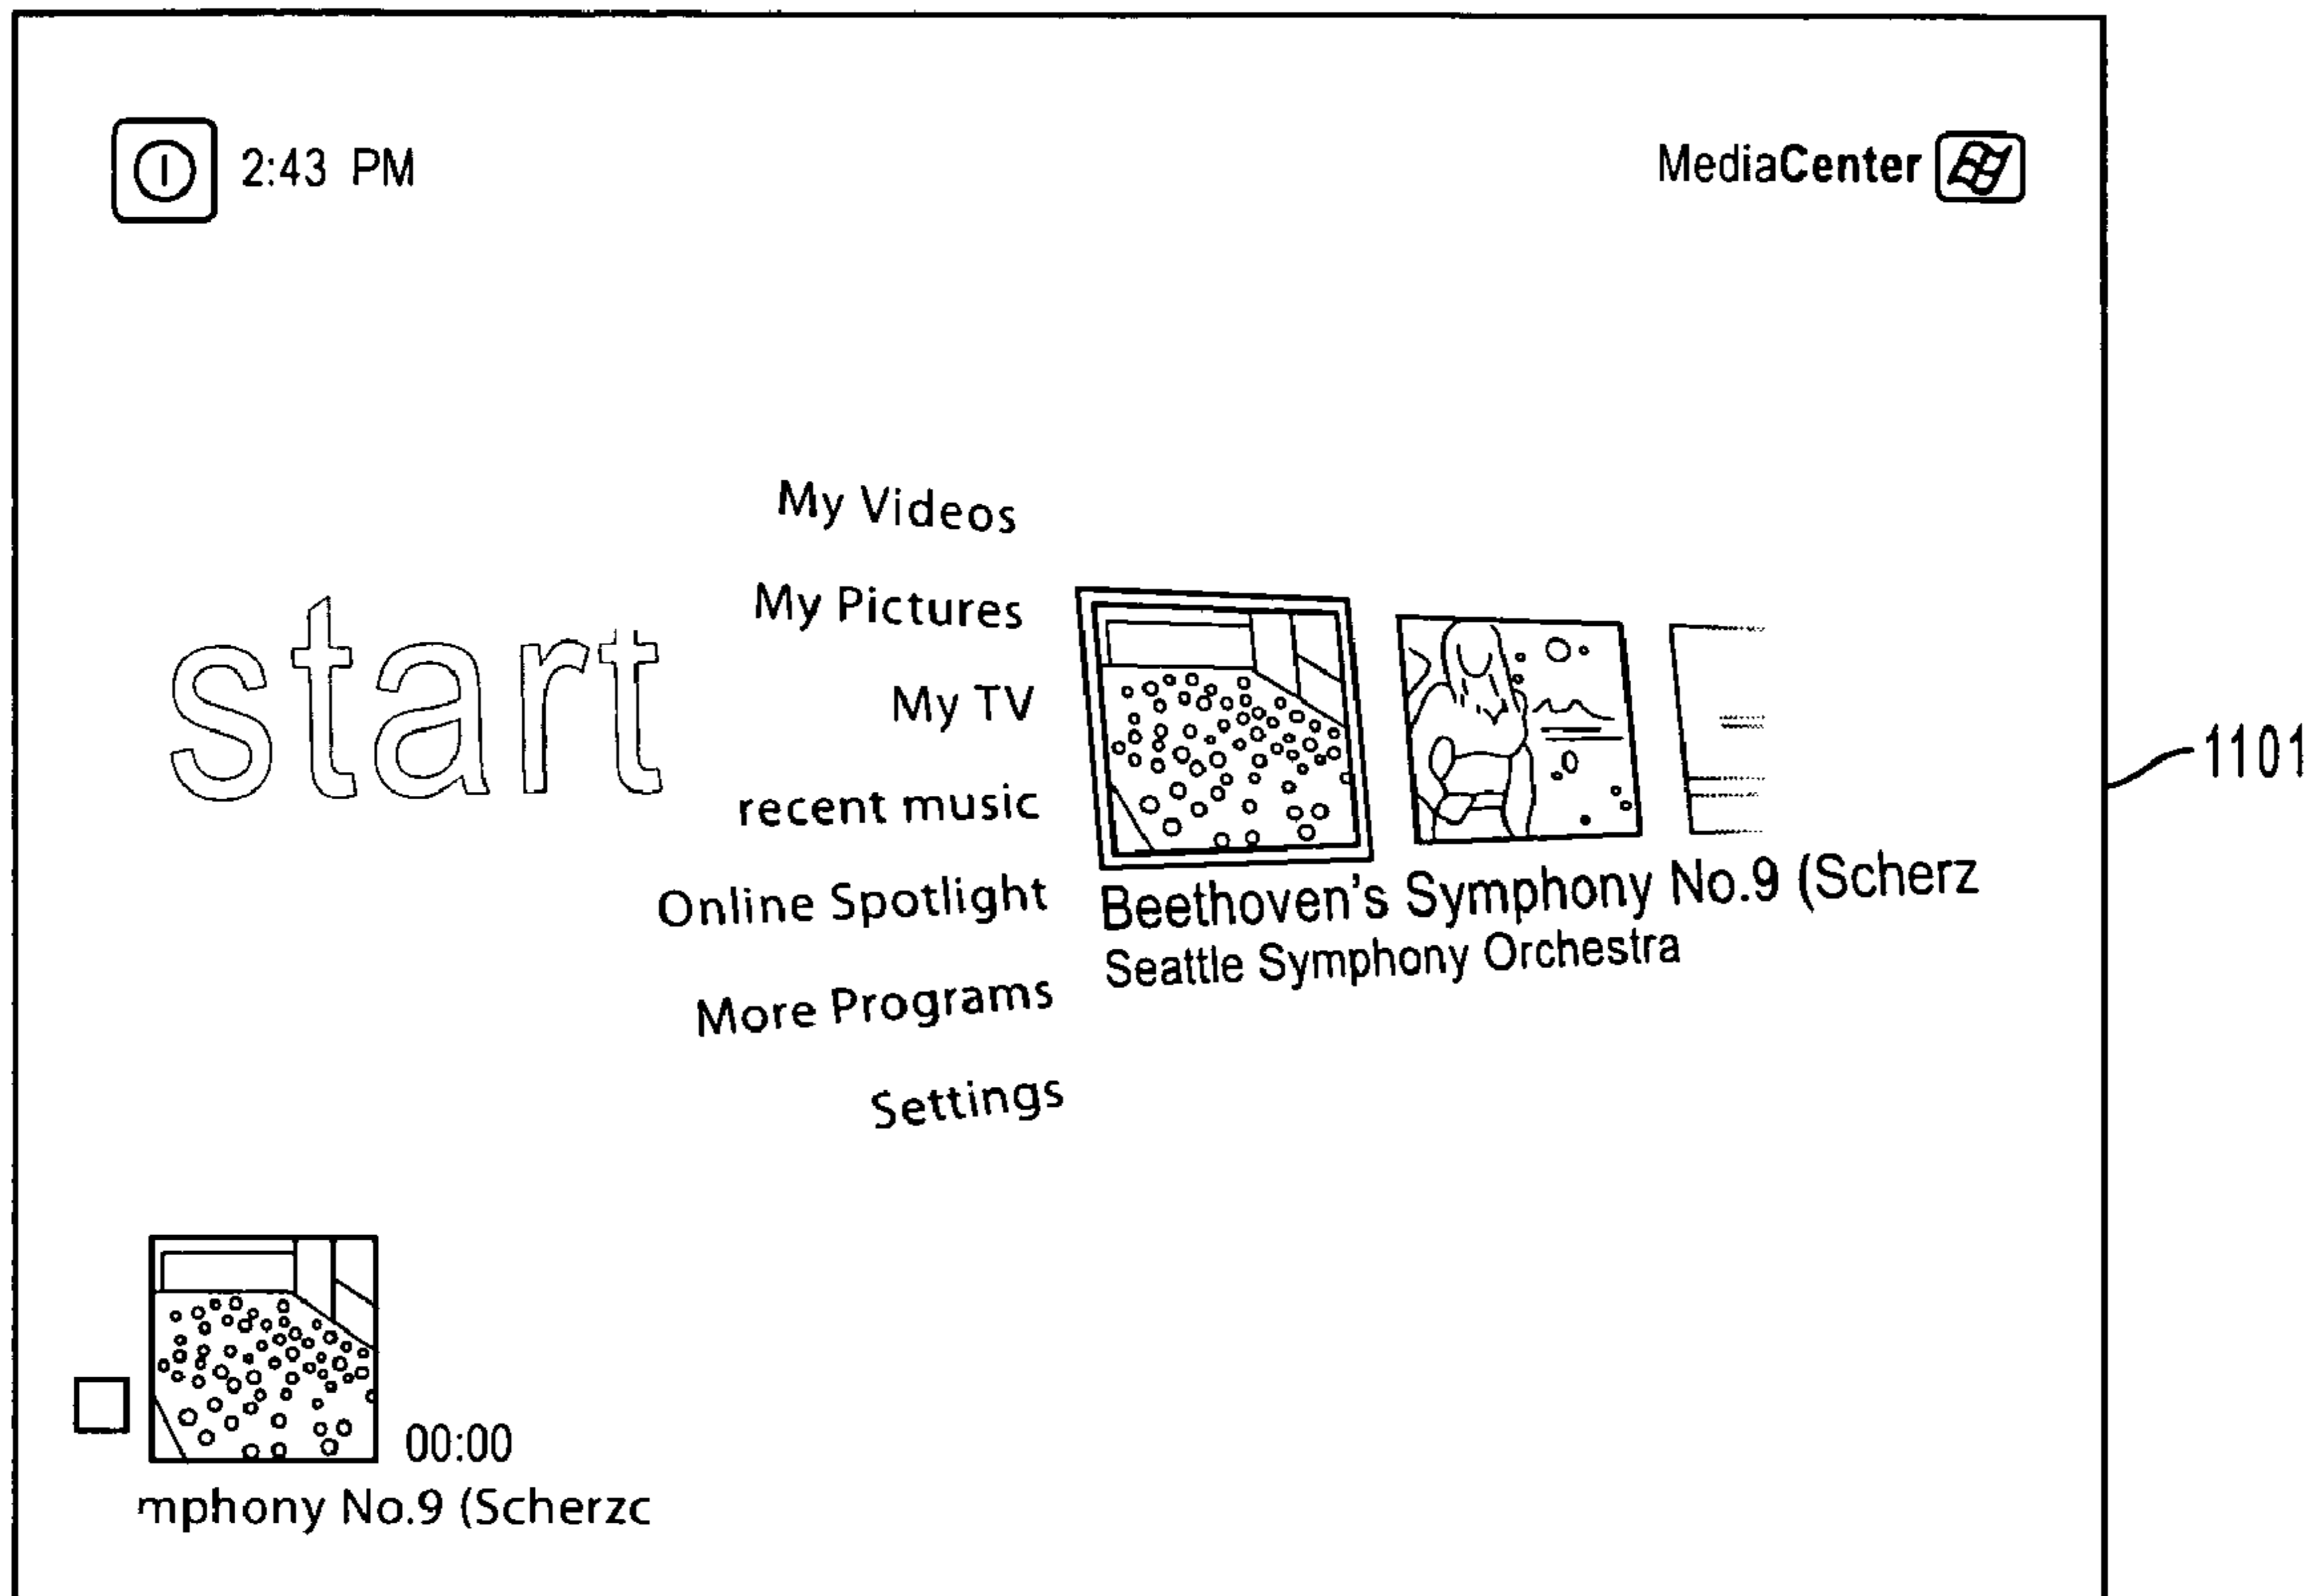 2:43 PM
MediaCenter
start
My Videos
My Pictures
My TV
recent music
Online Spotlight
More Programs
Settings
Beethoven's Symphony No.9 (Scherz
Seattle Symphony Orchestra
1101
00:00
mphony No.9 (Scherzc